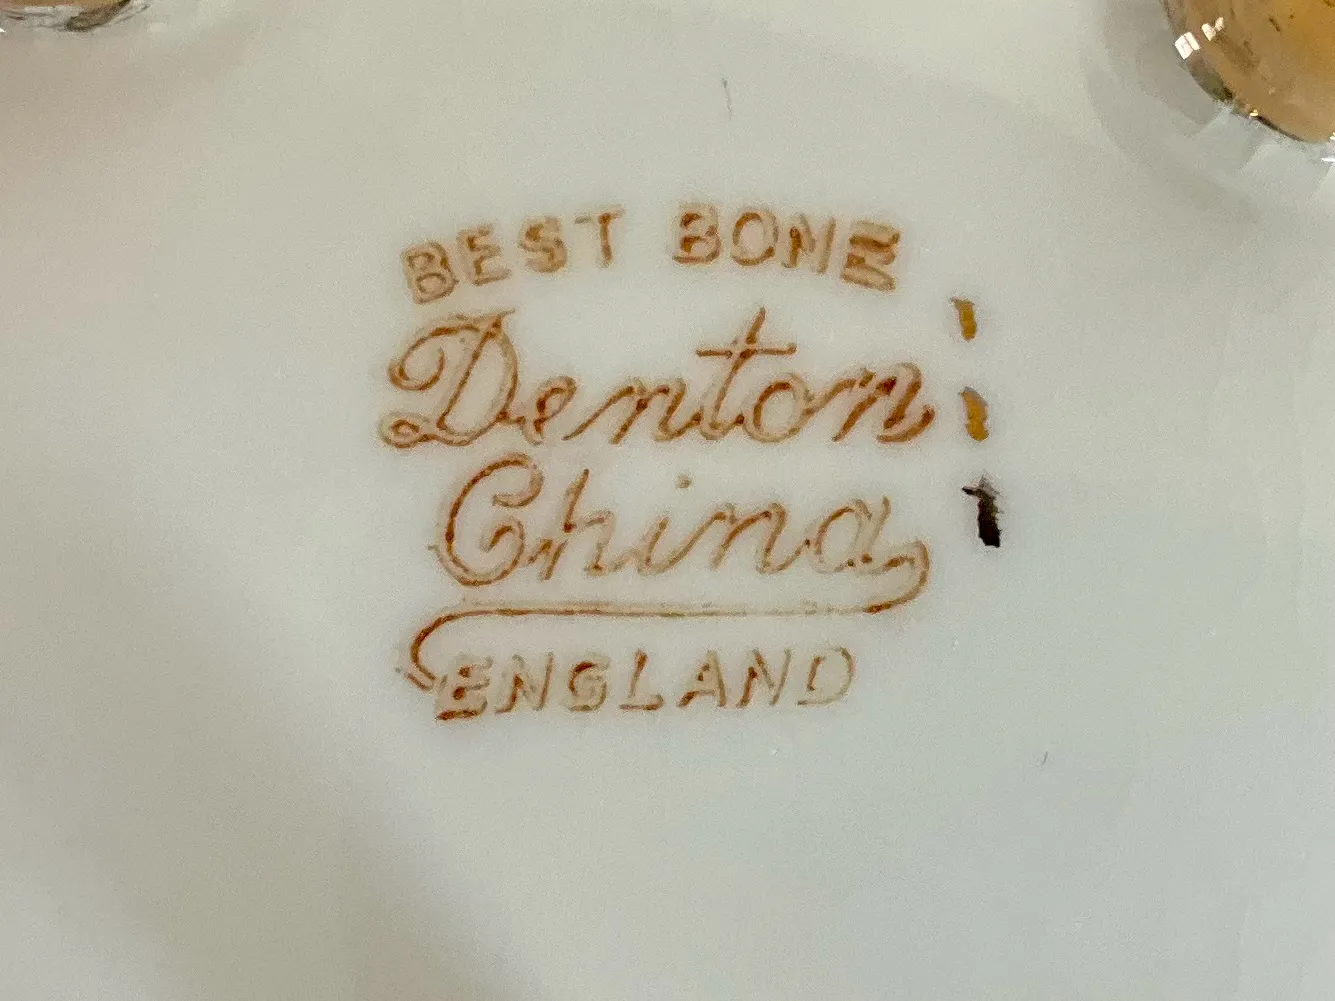 BEST BONE
Denton
China
ENGLAND